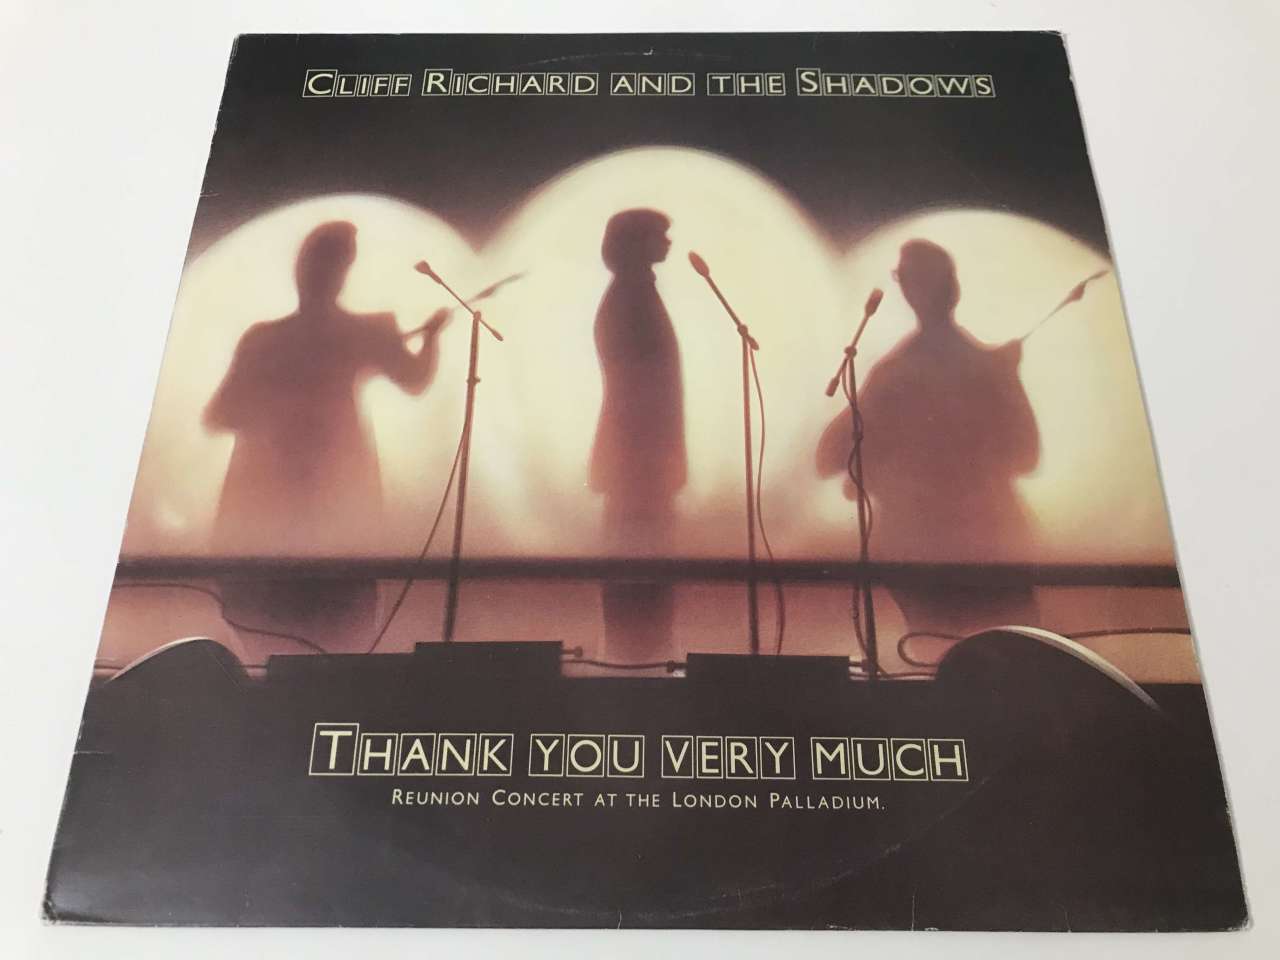 Cliff Richard and the Shadows
Thank you very much
Reunion Concert at the London Palladium.